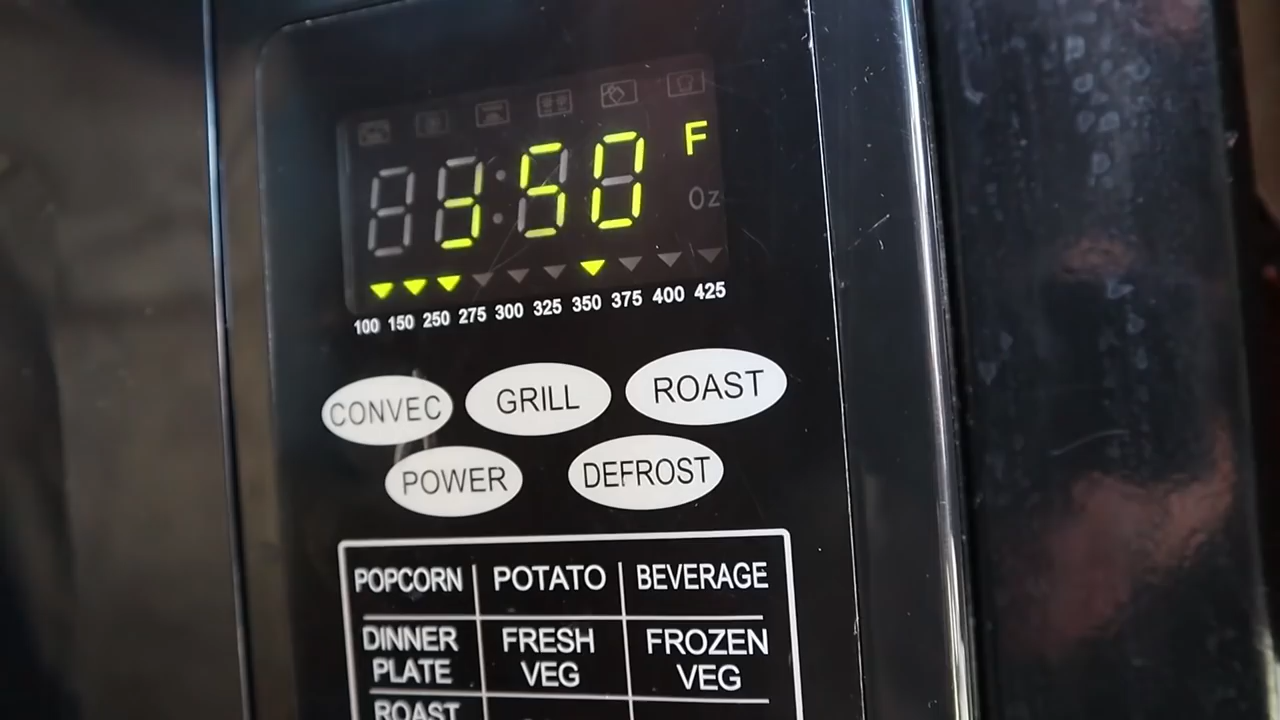 350 F
Oz
100 150 250 275 300 325 350 375 400 425
CONVEC GRILL ROAST
POWER DEFROST
POPCORN POTATO BEVERAGE
DINNER PLATE FRESH VEG FROZEN VEG
ROAST